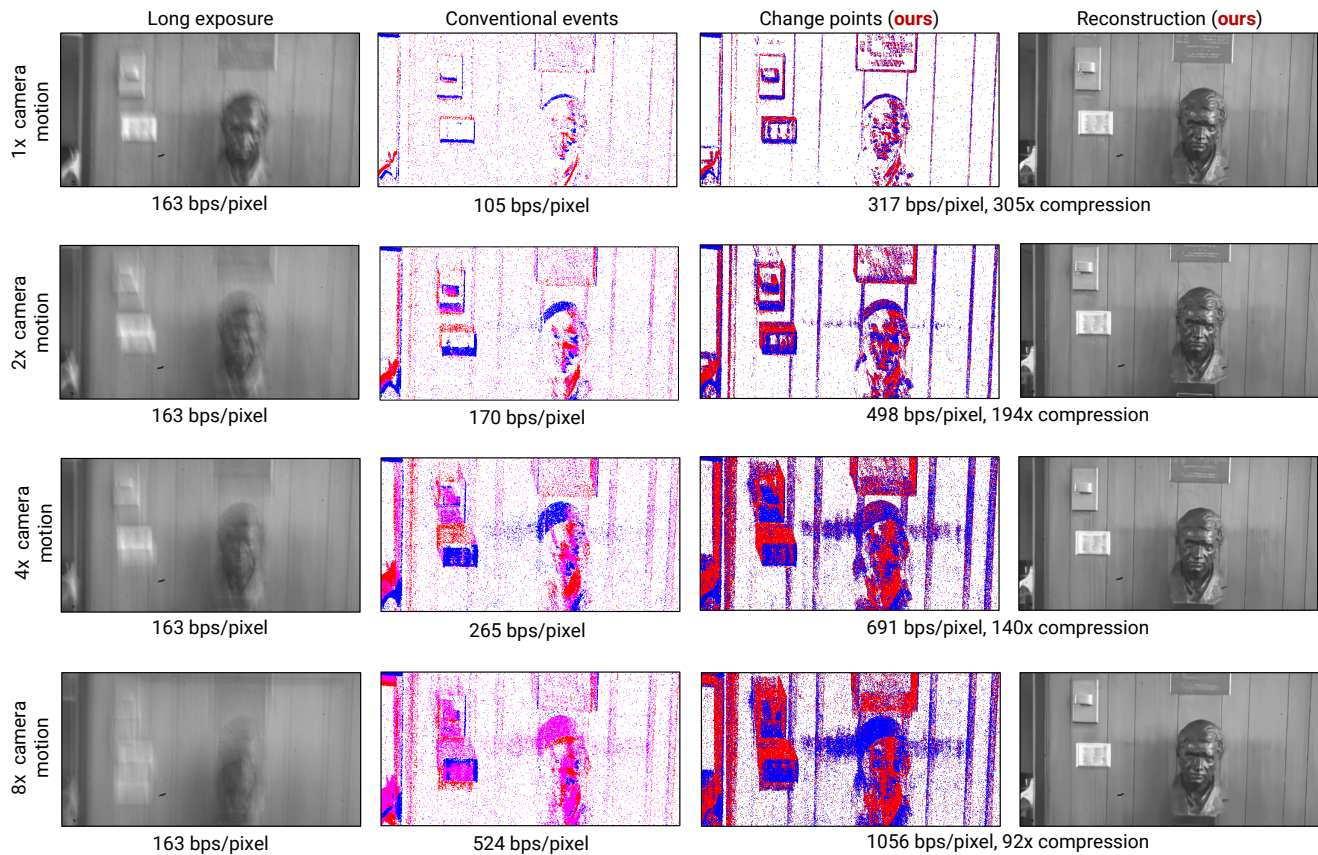 Long exposure
Conventional events
Change points (ours)
Reconstruction (ours)
1x camera
motion
163 bps/pixel
105 bps/pixel
317 bps/pixel, 305x compression
2x camera
motion
163 bps/pixel
170 bps/pixel
498 bps/pixel, 194x compression
4x camera
motion
163 bps/pixel
265 bps/pixel
691 bps/pixel, 140x compression
8x camera
motion
163 bps/pixel
524 bps/pixel
1056 bps/pixel, 92x compression